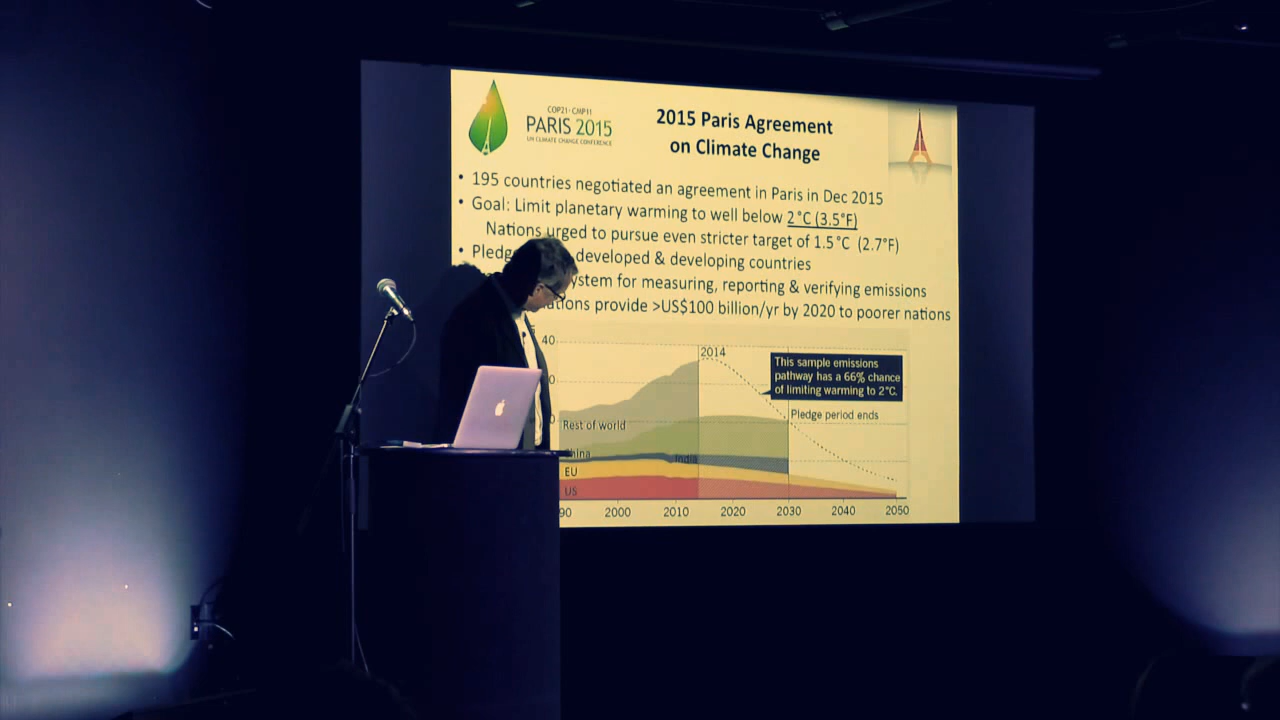 COP21·CMP11
PARIS 2015
UN CLIMATE CHANGE CONFERENCE
2015 Paris Agreement
on Climate Change
• 195 countries negotiated an agreement in Paris in Dec 2015
• Goal: Limit planetary warming to well below 2°C (3.5°F)
Nations urged to pursue even stricter target of 1.5°C (2.7°F)
• developed & developing countries
for measuring, reporting & verifying emissions
provide >US$100 billion/yr by 2020 to poorer nations
40
2014
This sample emissions
pathway has a 66% chance
of limiting warming to 2°C.
Pledge period ends
Rest of world
India
EU
US
2000 2010 2020 2030 2040 2050